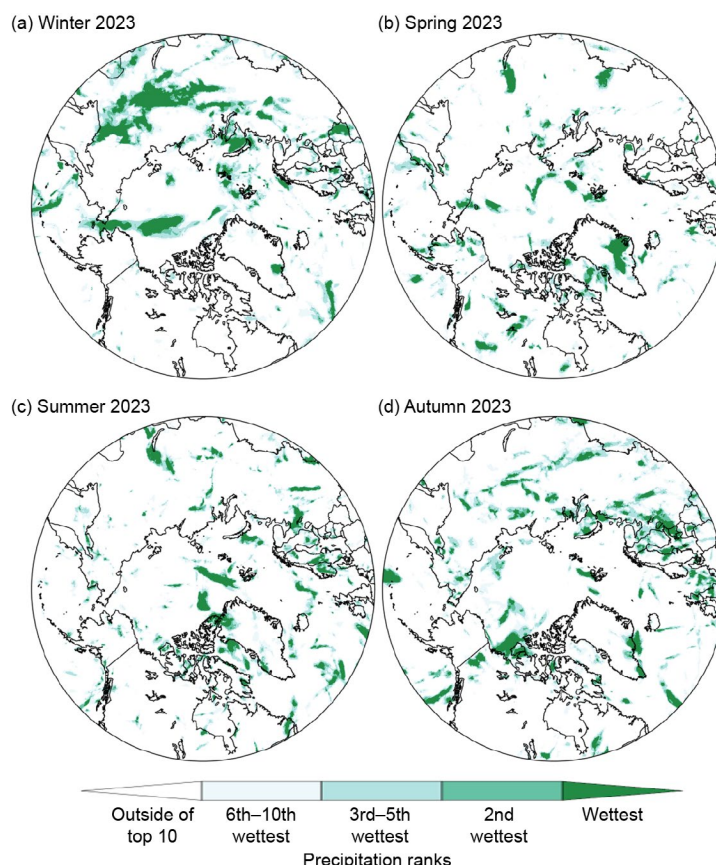 (a) Winter 2023
(b) Spring 2023
(c) Summer 2023
(d) Autumn 2023
Outside of top 10
6th–10th wettest
3rd–5th wettest
2nd wettest
Wettest
Precipitation ranks